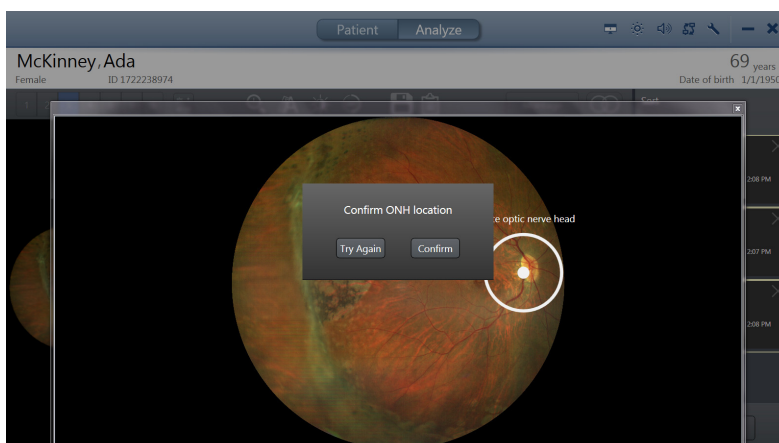 Patient Analyze
McKinney, Ada
69 years
Female ID 1722238974
Date of birth 1/1/1950
Confirm ONH location
optic nerve head
Try Again Confirm
2:08 PM
2:07 PM
2:08 PM